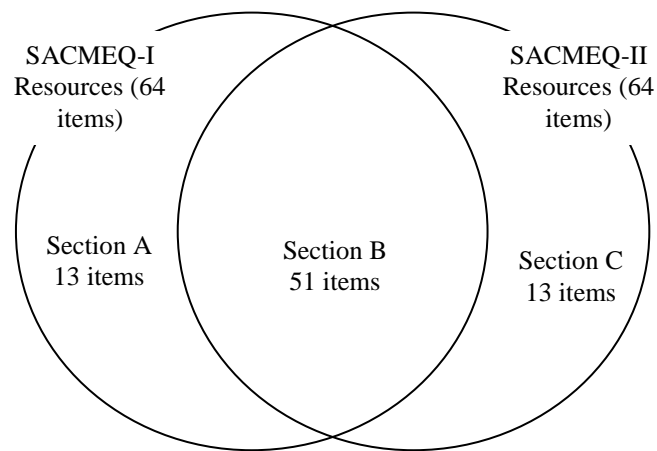 SACMEQ-I
Resources (64
items)
SACMEQ-II
Resources (64
items)
Section A
13 items
Section B
51 items
Section C
13 items